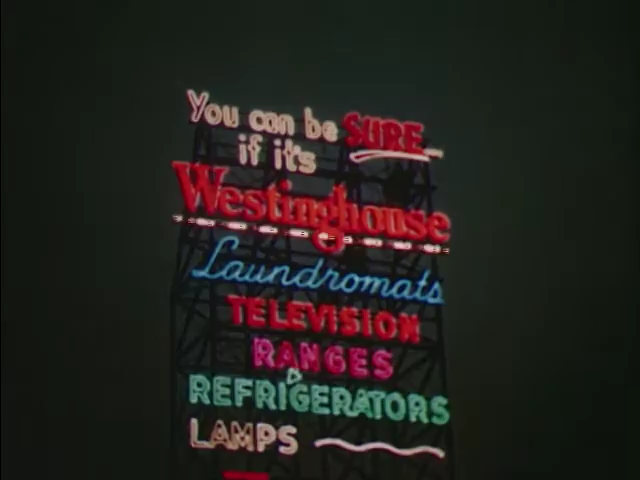 You can be SURE
if it's
Westinghouse
Laundromats
TELEVISION
RANGES
REFRIGERATORS
LAMPS